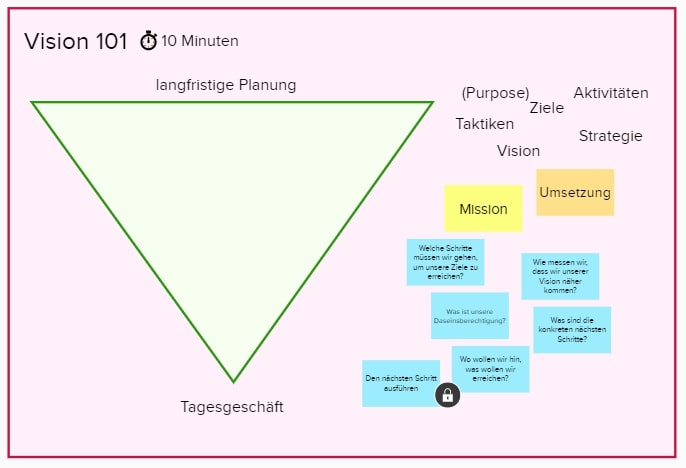 Vision 101 10 Minuten
langfristige Planung
(Purpose)
Aktivitäten
Ziele
Taktiken
Strategie
Vision
Mission
Umsetzung
Welche Schritte
müssen wir gehen,
um unsere Ziele zu
erreichen?
Wie messen wir,
dass wir unserer
Vision näher
kommen?
Was ist unsere
Daseinsberechtigung?
Was sind die
konkreten nächsten
Schritte?
Wo wollen wir hin,
was wollen wir
erreichen?
Den nächsten Schritt
ausführen
Tagesgeschäft